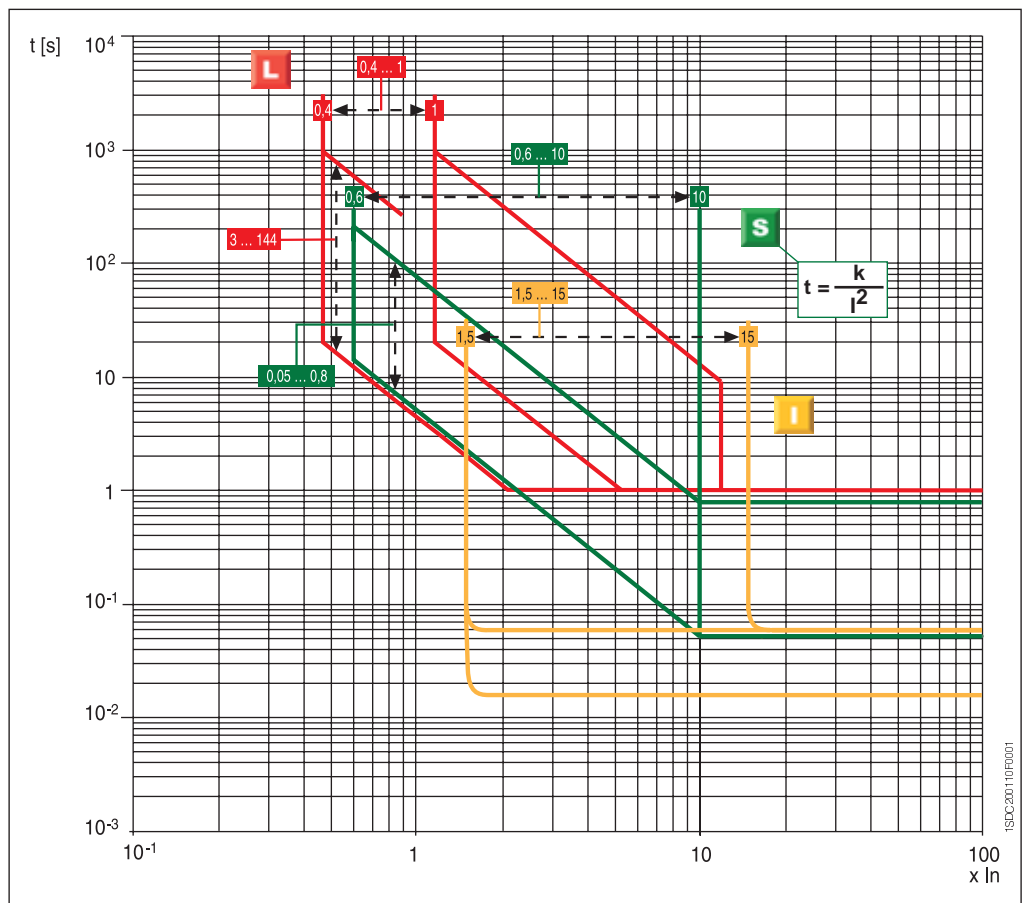 t [s]
10⁴
L
0,4 ... 1
0,4
1
10³
0,6 ... 10
0,6
10
S
3 ... 144
10²
t = k / I²
1,5 ... 15
1,5
15
10
0,05 ... 0,8
I
1
10⁻¹
10⁻²
10⁻³
10⁻¹
1
10
100
x In
1SDC200110F0001